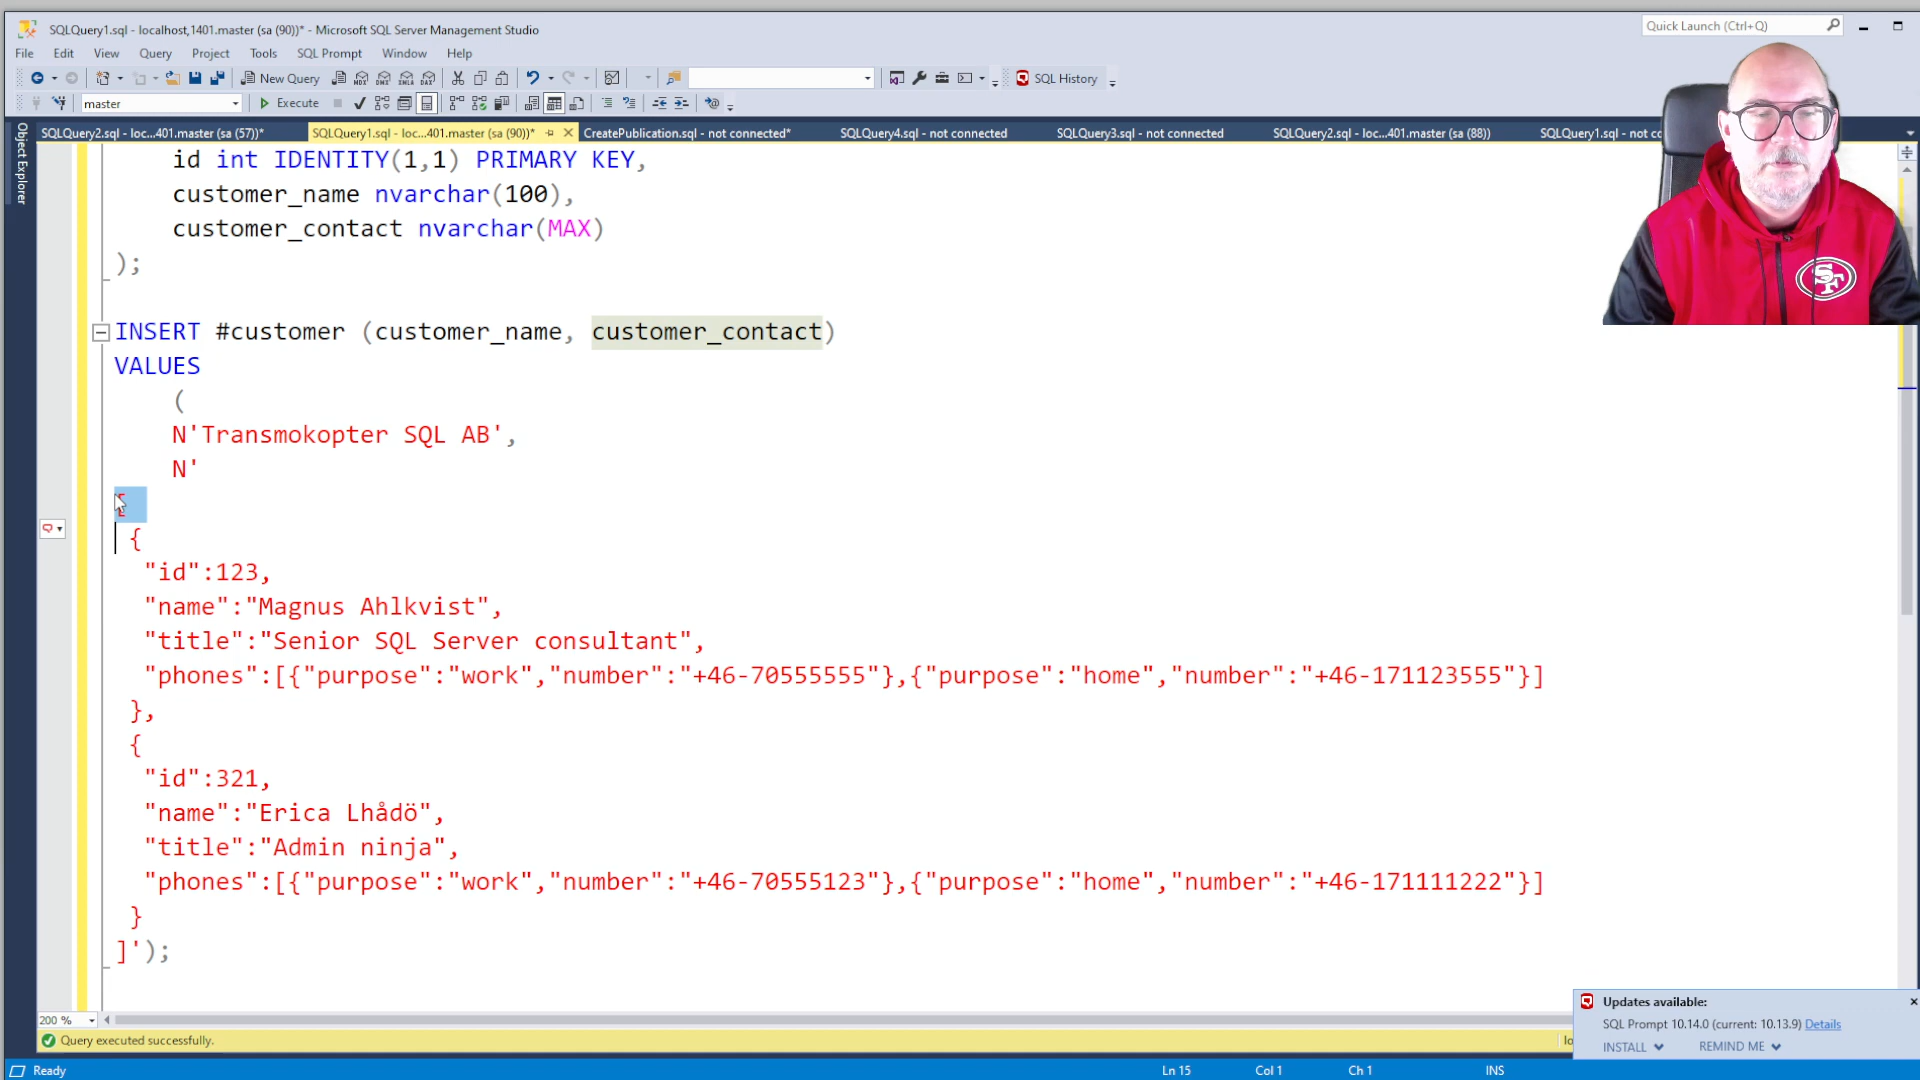 SQLQuery1.sql - localhost,1401.master (sa (90))* - Microsoft SQL Server Management Studio
Quick Launch (Ctrl+Q)
File Edit View Query Project Tools SQL Prompt Window Help
New Query
SQL History
master
Execute
SQLQuery2.sql - loc...401.master (sa (57))* SQLQuery1.sql - loc...401.master (sa (90))* CreatePublication.sql - not connected* SQLQuery4.sql - not connected SQLQuery3.sql - not connected SQLQuery2.sql - loc...401.master (sa (88)) SQLQuery1.sql - not co
Object Explorer
id int IDENTITY(1,1) PRIMARY KEY,
customer_name nvarchar(100),
customer_contact nvarchar(MAX)
);
INSERT #customer (customer_name, customer_contact)
VALUES
(
N'Transmokopter SQL AB',
N'
[
{
"id":123,
"name":"Magnus Ahlkvist",
"title":"Senior SQL Server consultant",
"phones":[{"purpose":"work","number":"+46-70555555"},{"purpose":"home","number":"+46-171123555"}]
},
{
"id":321,
"name":"Erica Lhådö",
"title":"Admin ninja",
"phones":[{"purpose":"work","number":"+46-70555123"},{"purpose":"home","number":"+46-171111222"}]
}
]');
SF
200 %
Query executed successfully.
lo
Updates available:
SQL Prompt 10.14.0 (current: 10.13.9) Details
INSTALL REMIND ME
Ready
Ln 15 Col 1 Ch 1 INS